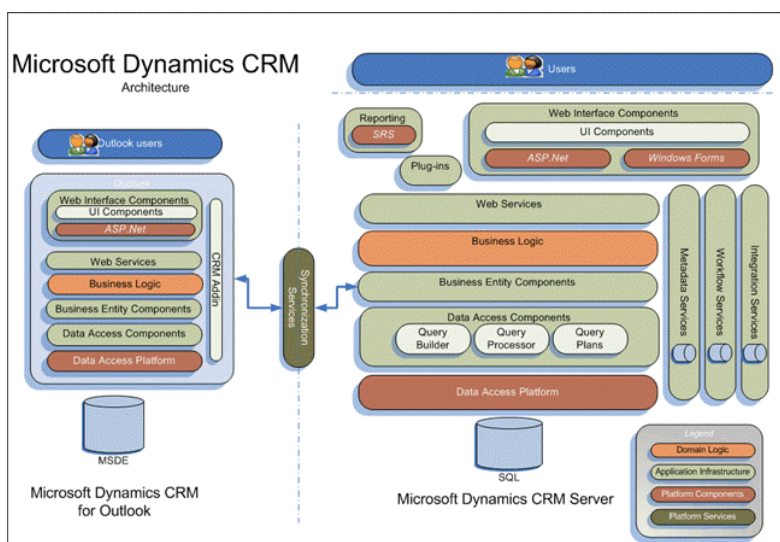 Microsoft Dynamics CRM
Architecture
Outlook users
Outlook
Web Interface Components
UI Components
ASP.Net
Web Services
Business Logic
Business Entity Components
Data Access Components
Data Access Platform
CRM Addin
MSDE
Microsoft Dynamics CRM
for Outlook
Synchronization
Services
Users
Reporting
SRS
Plug-ins
Web Interface Components
UI Components
ASP.Net
Windows Forms
Web Services
Business Logic
Business Entity Components
Data Access Components
Query
Builder
Query
Processor
Query
Plans
Data Access Platform
Metadata Services
Workflow Services
Integration Services
SQL
Microsoft Dynamics CRM Server
Legend
Domain Logic
Application Infrastructure
Platform Components
Platform Services